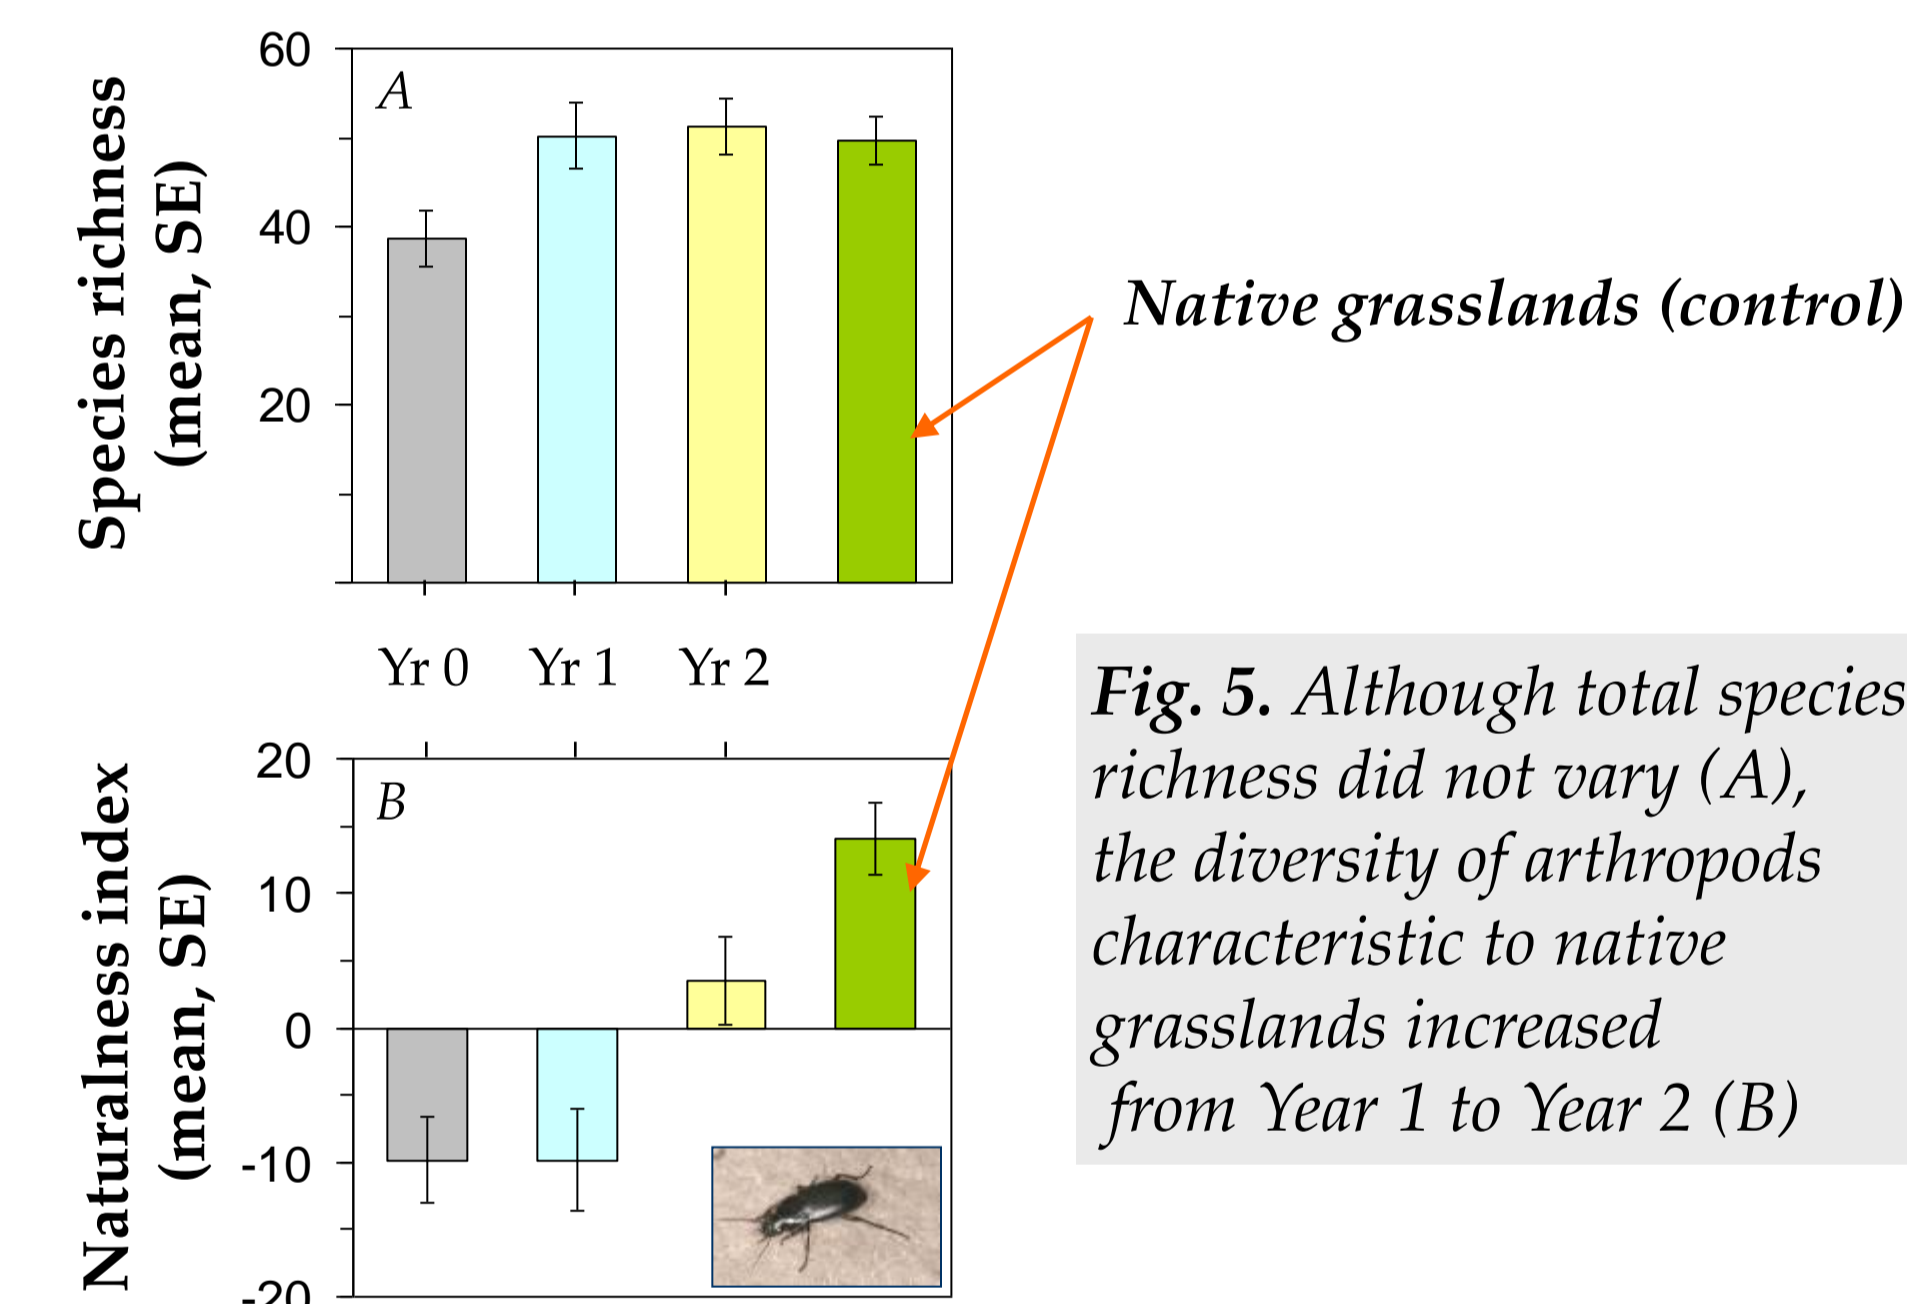 Species richness
(mean, SE)
60
40
20
A
Yr 0 Yr 1 Yr 2
Native grasslands (control)
Naturalness index
(mean, SE)
20
10
0
-10
-20
B
Fig. 5. Although total species
richness did not vary (A),
the diversity of arthropods
characteristic to native
grasslands increased
from Year 1 to Year 2 (B)